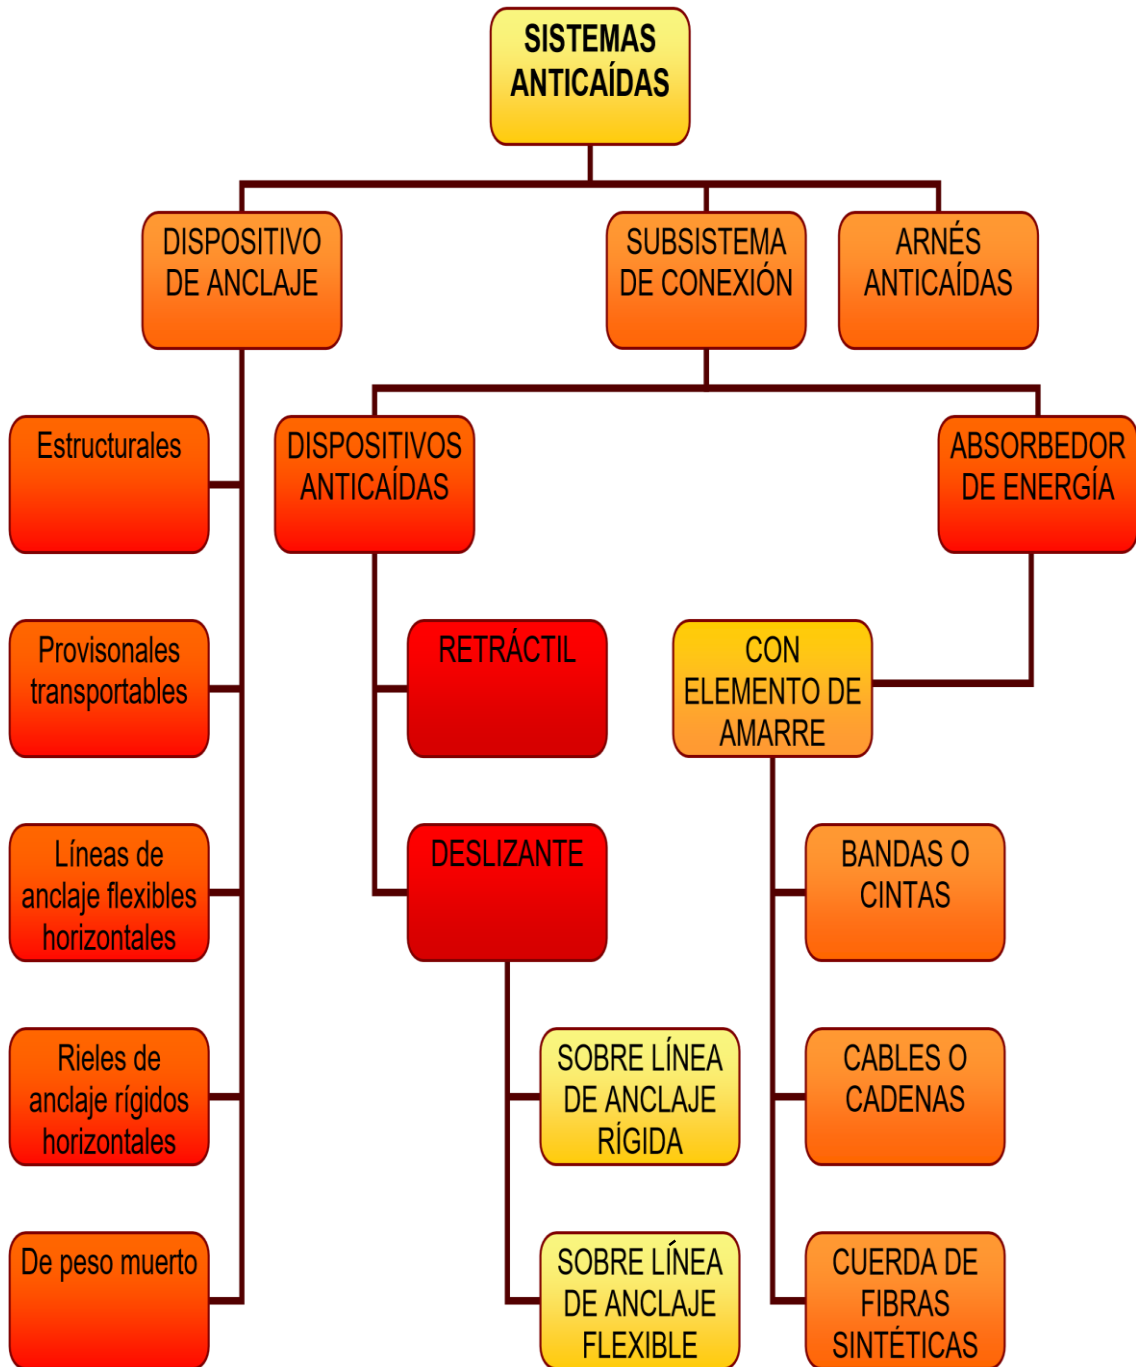 SISTEMAS
ANTICAÍDAS
DISPOSITIVO
DE ANCLAJE
SUBSISTEMA
DE CONEXIÓN
ARNÉS
ANTICAÍDAS
Estructurales
DISPOSITIVOS
ANTICAÍDAS
ABSORBEDOR
DE ENERGÍA
Provisonales
transportables
RETRÁCTIL
CON
ELEMENTO DE
AMARRE
Líneas de
anclaje flexibles
horizontales
DESLIZANTE
BANDAS O
CINTAS
Rieles de
anclaje rígidos
horizontales
SOBRE LÍNEA
DE ANCLAJE
RÍGIDA
CABLES O
CADENAS
De peso muerto
SOBRE LÍNEA
DE ANCLAJE
FLEXIBLE
CUERDA DE
FIBRAS
SINTÉTICAS